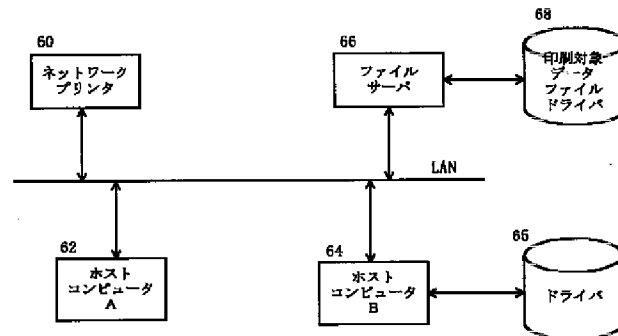 60
ネットワーク
プリンタ
66
ファイル
サーバ
68
印刷対象
データ
ファイル
ドライバ
LAN
62
ホスト
コンピュータ
A
64
ホスト
コンピュータ
B
65
ドライバ